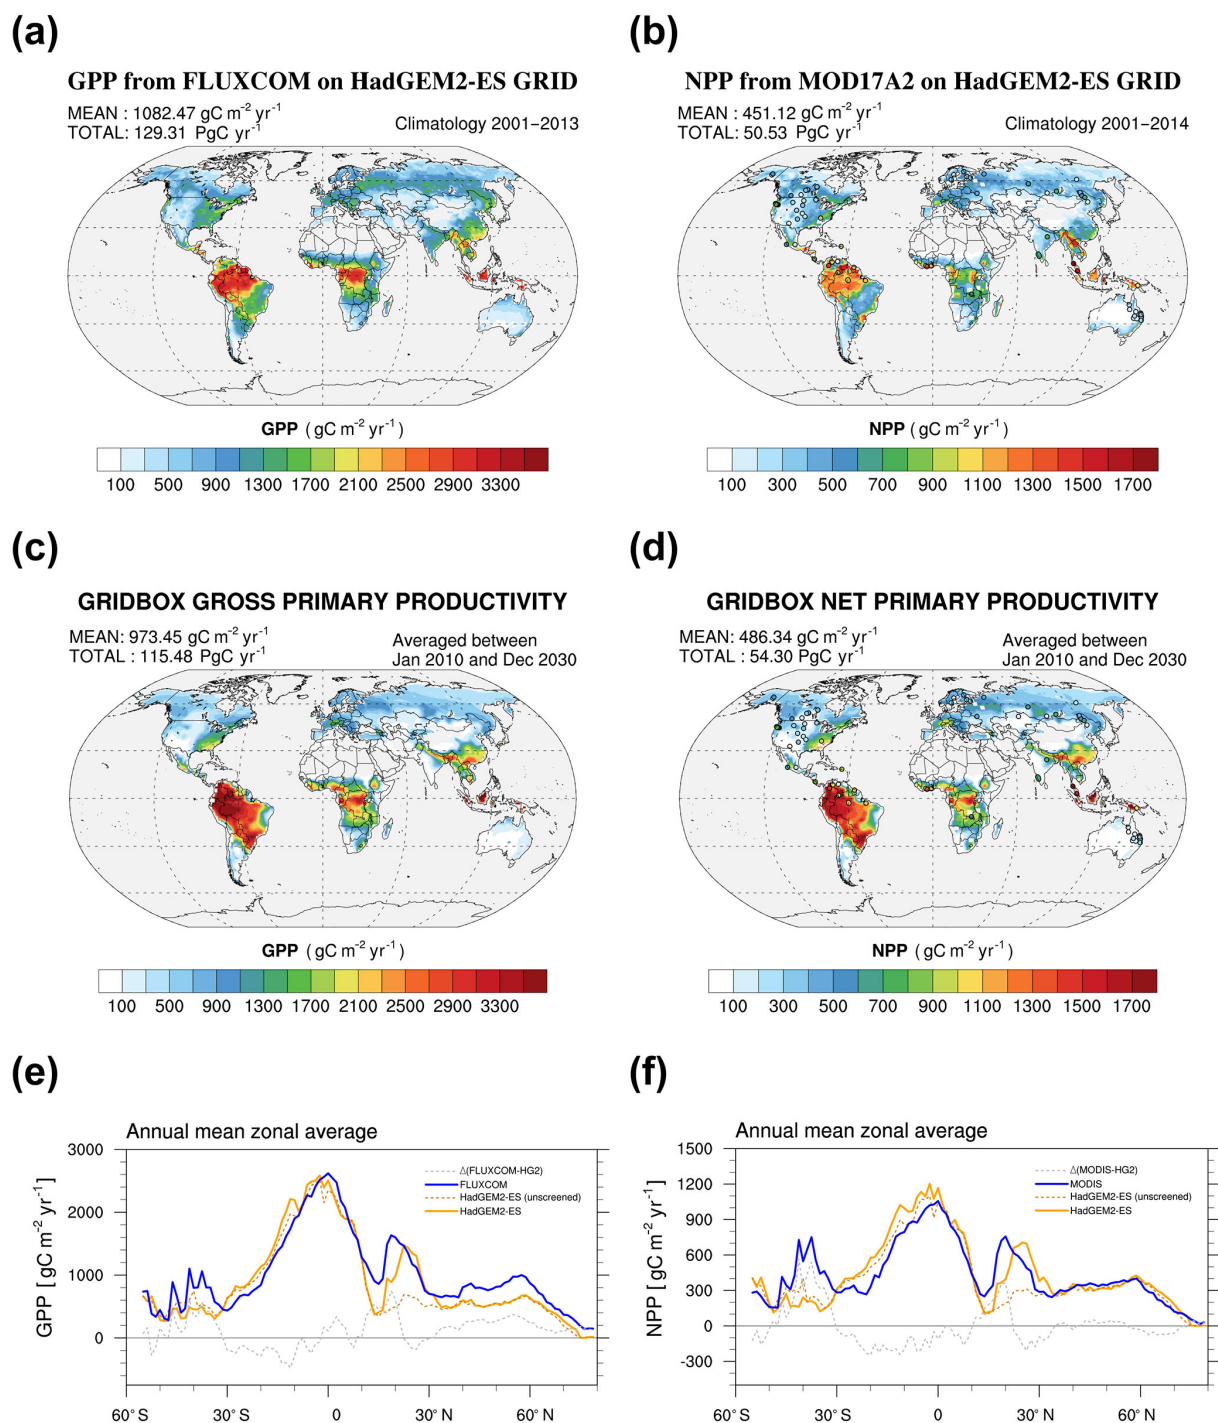 (a)
GPP from FLUXCOM on HadGEM2-ES GRID
MEAN : 1082.47 gC m−2 yr−1
TOTAL: 129.31 PgC yr−1
Climatology 2001−2013
GPP ( gC m−2 yr−1)
100 500 900 1300 1700 2100 2500 2900 3300
(b)
NPP from MOD17A2 on HadGEM2-ES GRID
MEAN : 451.12 gC m−2 yr−1
TOTAL: 50.53 PgC yr−1
Climatology 2001−2014
NPP ( gC m−2 yr−1)
100 300 500 700 900 1100 1300 1500 1700
(c)
GRIDBOX GROSS PRIMARY PRODUCTIVITY
MEAN: 973.45 gC m−2 yr−1
TOTAL : 115.48 PgC yr−1
Averaged between
Jan 2010 and Dec 2030
GPP ( gC m−2 yr−1)
100 500 900 1300 1700 2100 2500 2900 3300
(d)
GRIDBOX NET PRIMARY PRODUCTIVITY
MEAN: 486.34 gC m−2 yr−1
TOTAL : 54.30 PgC yr−1
Averaged between
Jan 2010 and Dec 2030
NPP ( gC m−2 yr−1)
100 300 500 700 900 1100 1300 1500 1700
(e)
Annual mean zonal average
GPP [ gC m−2 yr−1]
3000
2000
1000
0
Δ(FLUXCOM-HG2)
FLUXCOM
HadGEM2-ES (unscreened)
HadGEM2-ES
60° S 30° S 0 30° N 60° N
(f)
Annual mean zonal average
NPP [ gC m−2 yr−1]
1500
1200
900
600
300
0
-300
Δ(MODIS-HG2)
MODIS
HadGEM2-ES (unscreened)
HadGEM2-ES
60° S 30° S 0 30° N 60° N